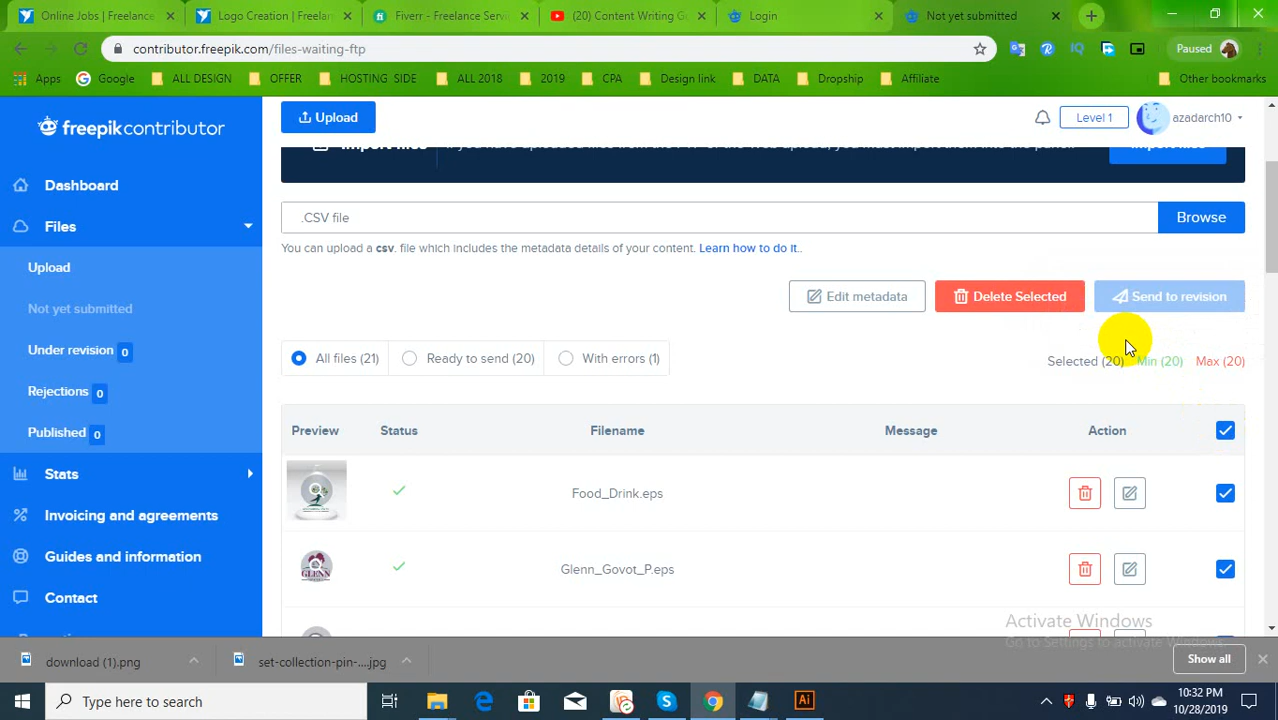 Online Jobs | Freelance
Logo Creation | Freelan
Fiverr - Freelance Servi
(20) Content Writing G
Login
Not yet submitted
contributor.freepik.com/files-waiting-ftp
Paused
Apps
Google
ALL DESIGN
OFFER
HOSTING SIDE
ALL 2018
2019
CPA
Design link
DATA
Dropship
Affiliate
Other bookmarks
freepikcontributor
Upload
Level 1
azadarch10
Dashboard
Files
Upload
Not yet submitted
Under revision 0
Rejections 0
Published 0
Stats
Invoicing and agreements
Guides and information
Contact
.CSV file
Browse
You can upload a csv. file which includes the metadata details of your content. Learn how to do it..
Edit metadata
Delete Selected
Send to revision
All files (21)
Ready to send (20)
With errors (1)
Selected (20)
Min (20)
Max (20)
Preview
Status
Filename
Message
Action
Food_Drink.eps
GLENN
Glenn_Govot_P.eps
Activate Windows
Go to Settings to activate Windows.
download (1).png
set-collection-pin-....jpg
Show all
Type here to search
10:32 PM
10/28/2019